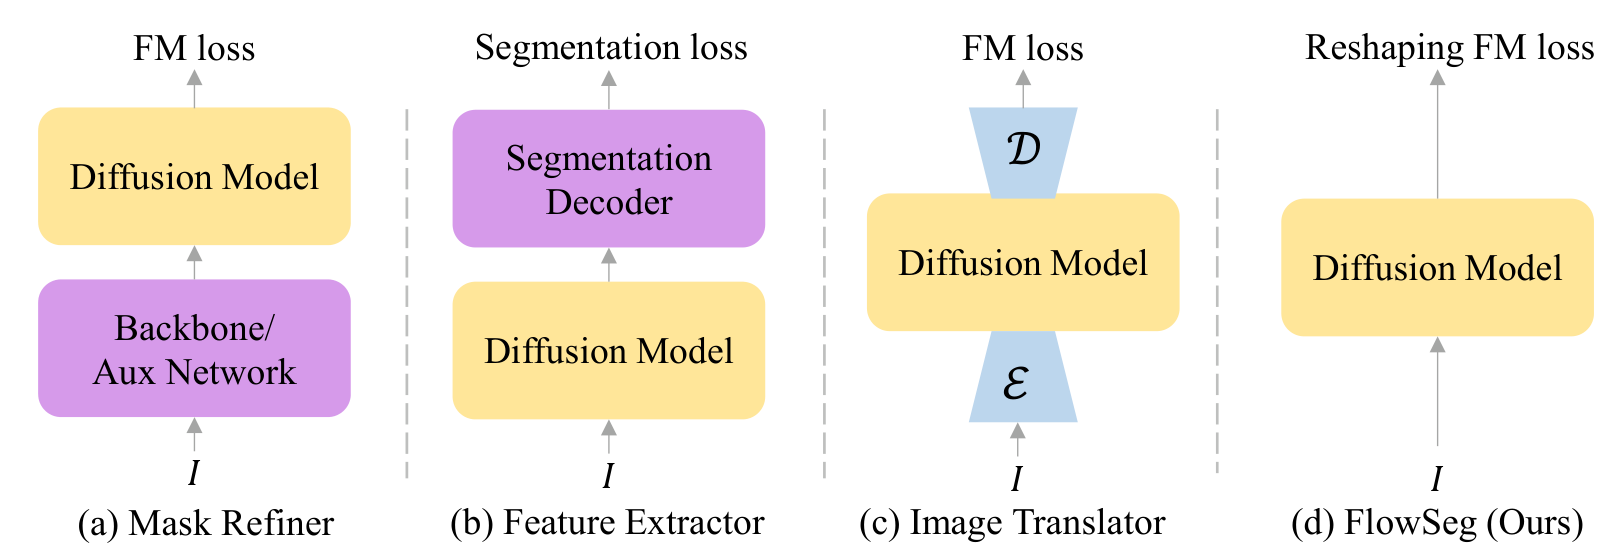 FM loss
Diffusion Model
Backbone/
Aux Network
I
(a) Mask Refiner
Segmentation loss
Segmentation
Decoder
Diffusion Model
I
(b) Feature Extractor
FM loss
𝒟
Diffusion Model
ℰ
I
(c) Image Translator
Reshaping FM loss
Diffusion Model
I
(d) FlowSeg (Ours)